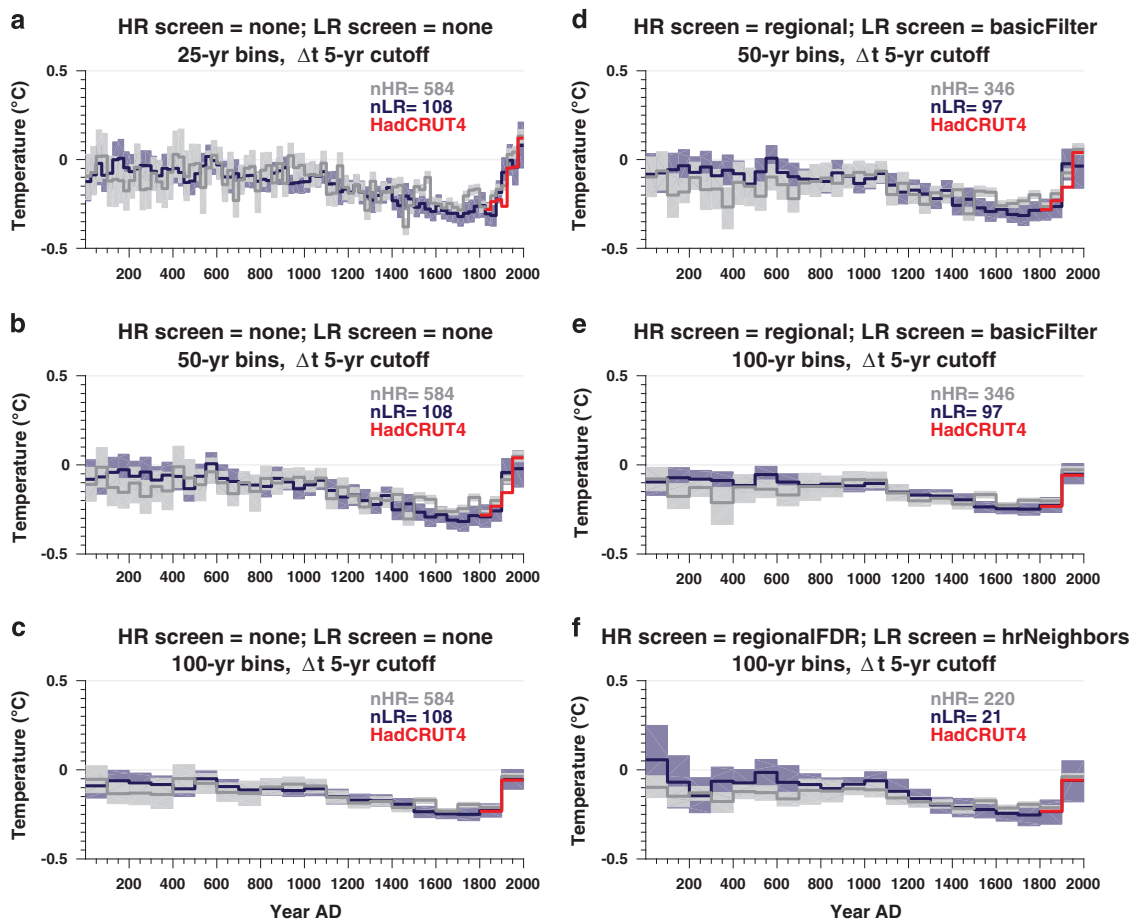 a
HR screen = none; LR screen = none
25-yr bins, Δt 5-yr cutoff
0.5
0
-0.5
Temperature (°C)
nHR= 584
nLR= 108
HadCRUT4
200 400 600 800 1000 1200 1400 1600 1800 2000
b
HR screen = none; LR screen = none
50-yr bins, Δt 5-yr cutoff
0.5
0
-0.5
Temperature (°C)
nHR= 584
nLR= 108
HadCRUT4
200 400 600 800 1000 1200 1400 1600 1800 2000
c
HR screen = none; LR screen = none
100-yr bins, Δt 5-yr cutoff
0.5
0
-0.5
Temperature (°C)
nHR= 584
nLR= 108
HadCRUT4
200 400 600 800 1000 1200 1400 1600 1800 2000
Year AD
d
HR screen = regional; LR screen = basicFilter
50-yr bins, Δt 5-yr cutoff
0.5
0
-0.5
Temperature (°C)
nHR= 346
nLR= 97
HadCRUT4
200 400 600 800 1000 1200 1400 1600 1800 2000
e
HR screen = regional; LR screen = basicFilter
100-yr bins, Δt 5-yr cutoff
0.5
0
-0.5
Temperature (°C)
nHR= 346
nLR= 97
HadCRUT4
200 400 600 800 1000 1200 1400 1600 1800 2000
f
HR screen = regionalFDR; LR screen = hrNeighbors
100-yr bins, Δt 5-yr cutoff
0.5
0
-0.5
Temperature (°C)
nHR= 220
nLR= 21
HadCRUT4
200 400 600 800 1000 1200 1400 1600 1800 2000
Year AD